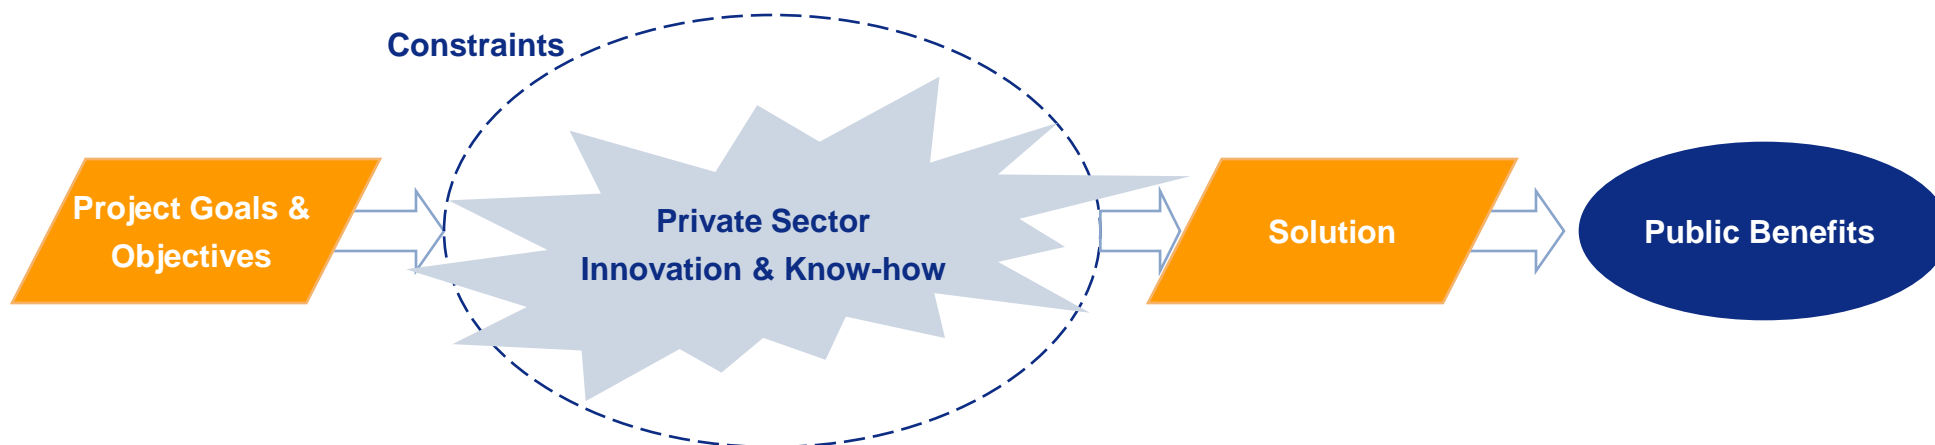 Constraints
Project Goals &
Objectives
Private Sector
Innovation & Know-how
Solution
Public Benefits